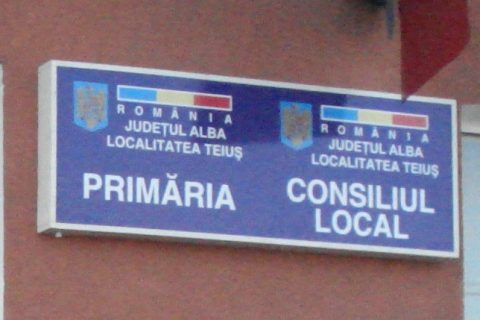 ROMÂNIA
JUDEȚUL ALBA
LOCALITATEA TEIUȘ
PRIMĂRIA
ROMÂNIA
JUDEȚUL ALBA
LOCALITATEA TEIUȘ
CONSILIUL
LOCAL